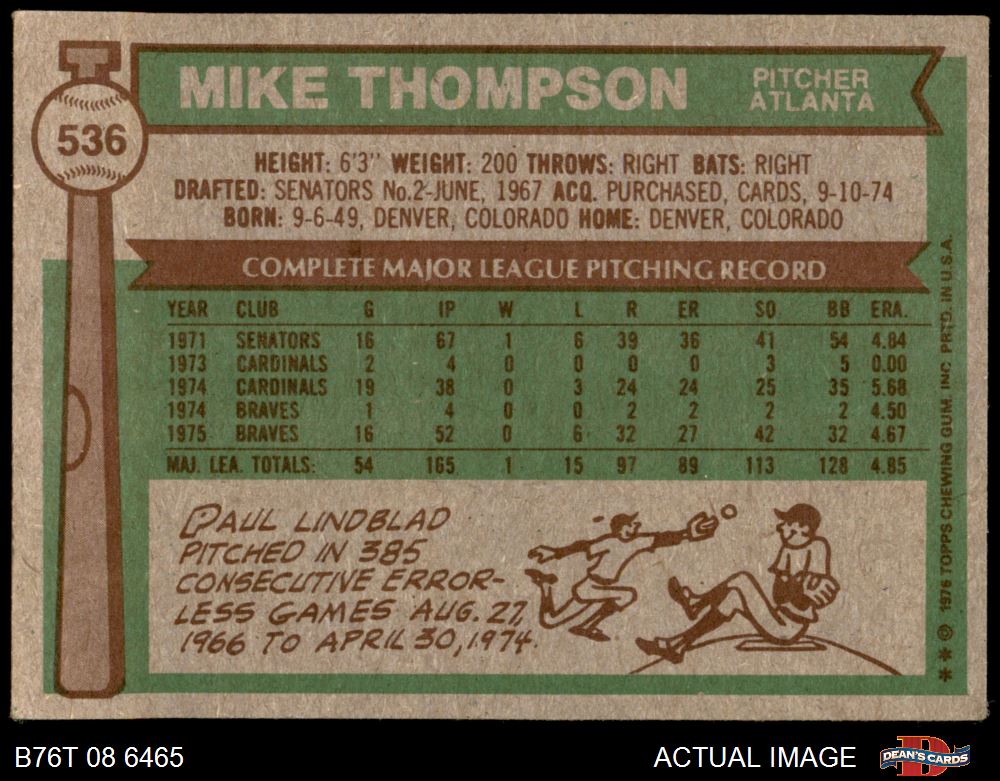 MIKE THOMPSON
PITCHER
ATLANTA
536
HEIGHT: 6'3" WEIGHT: 200 THROWS: RIGHT BATS: RIGHT
DRAFTED: SENATORS No.2-JUNE, 1967 ACQ. PURCHASED, CARDS, 9-10-74
BORN: 9-6-49, DENVER, COLORADO HOME: DENVER, COLORADO
COMPLETE MAJOR LEAGUE PITCHING RECORD
YEAR CLUB G IP W L R ER SO BB ERA.
1971 SENATORS 16 67 1 6 39 36 41 54 4.84
1973 CARDINALS 2 4 0 0 0 0 3 5 0.00
1974 CARDINALS 19 38 0 3 24 24 25 35 5.68
1974 BRAVES 1 4 0 0 2 2 2 2 4.50
1975 BRAVES 16 52 0 6 32 27 42 32 4.67
MAJ. LEA. TOTALS: 54 165 1 15 97 89 113 128 4.85
PAUL LINDBLAD
PITCHED IN 385
CONSECUTIVE ERROR-
LESS GAMES AUG. 27,
1966 TO APRIL 30, 1974.
** © 1976 TOPPS CHEWING GUM, INC. PRTD. IN U.S.A.
B76T 08 6465
ACTUAL IMAGE
D
DEAN'S CARDS